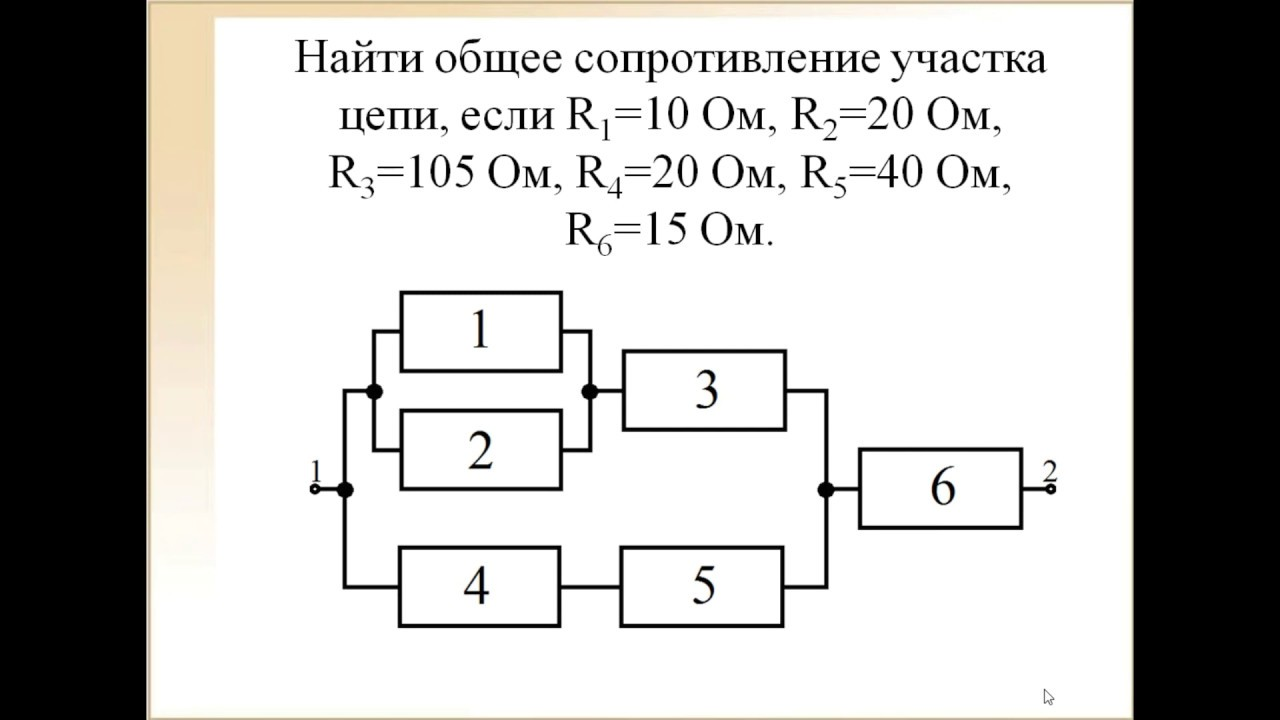 Найти общее сопротивление участка
цепи, если R₁=10 Ом, R₂=20 Ом,
R₃=105 Ом, R₄=20 Ом, R₅=40 Ом,
R₆=15 Ом.
1
3
2
1
6
2
4
5